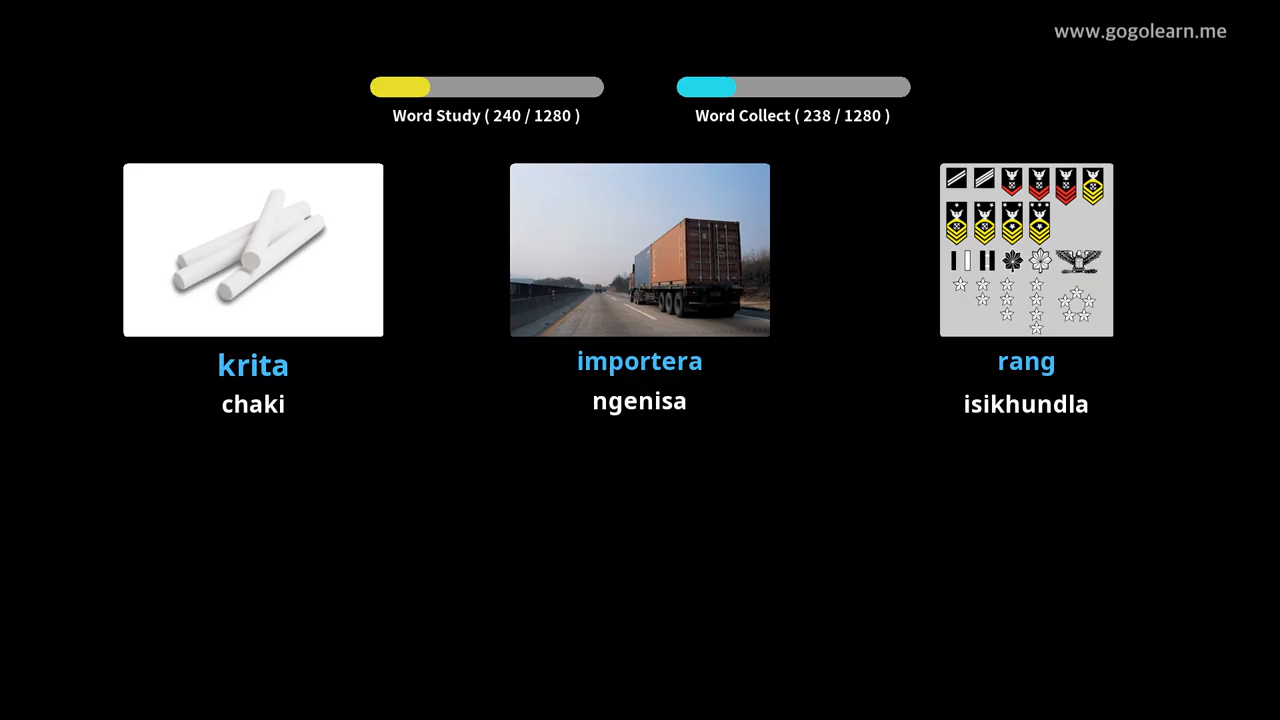 www.gogolearn.me
Word Study ( 240 / 1280 )
Word Collect ( 238 / 1280 )
krita
importera
rang
chaki
ngenisa
isikhundla